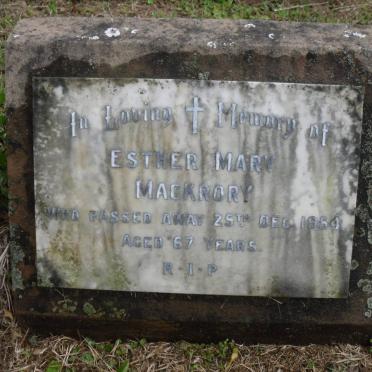 In Loving Memory of
ESTHER MARY
MACKRORY
WHO PASSED AWAY 25TH DEC. 1964
AGED 67 YEARS.
R·I·P